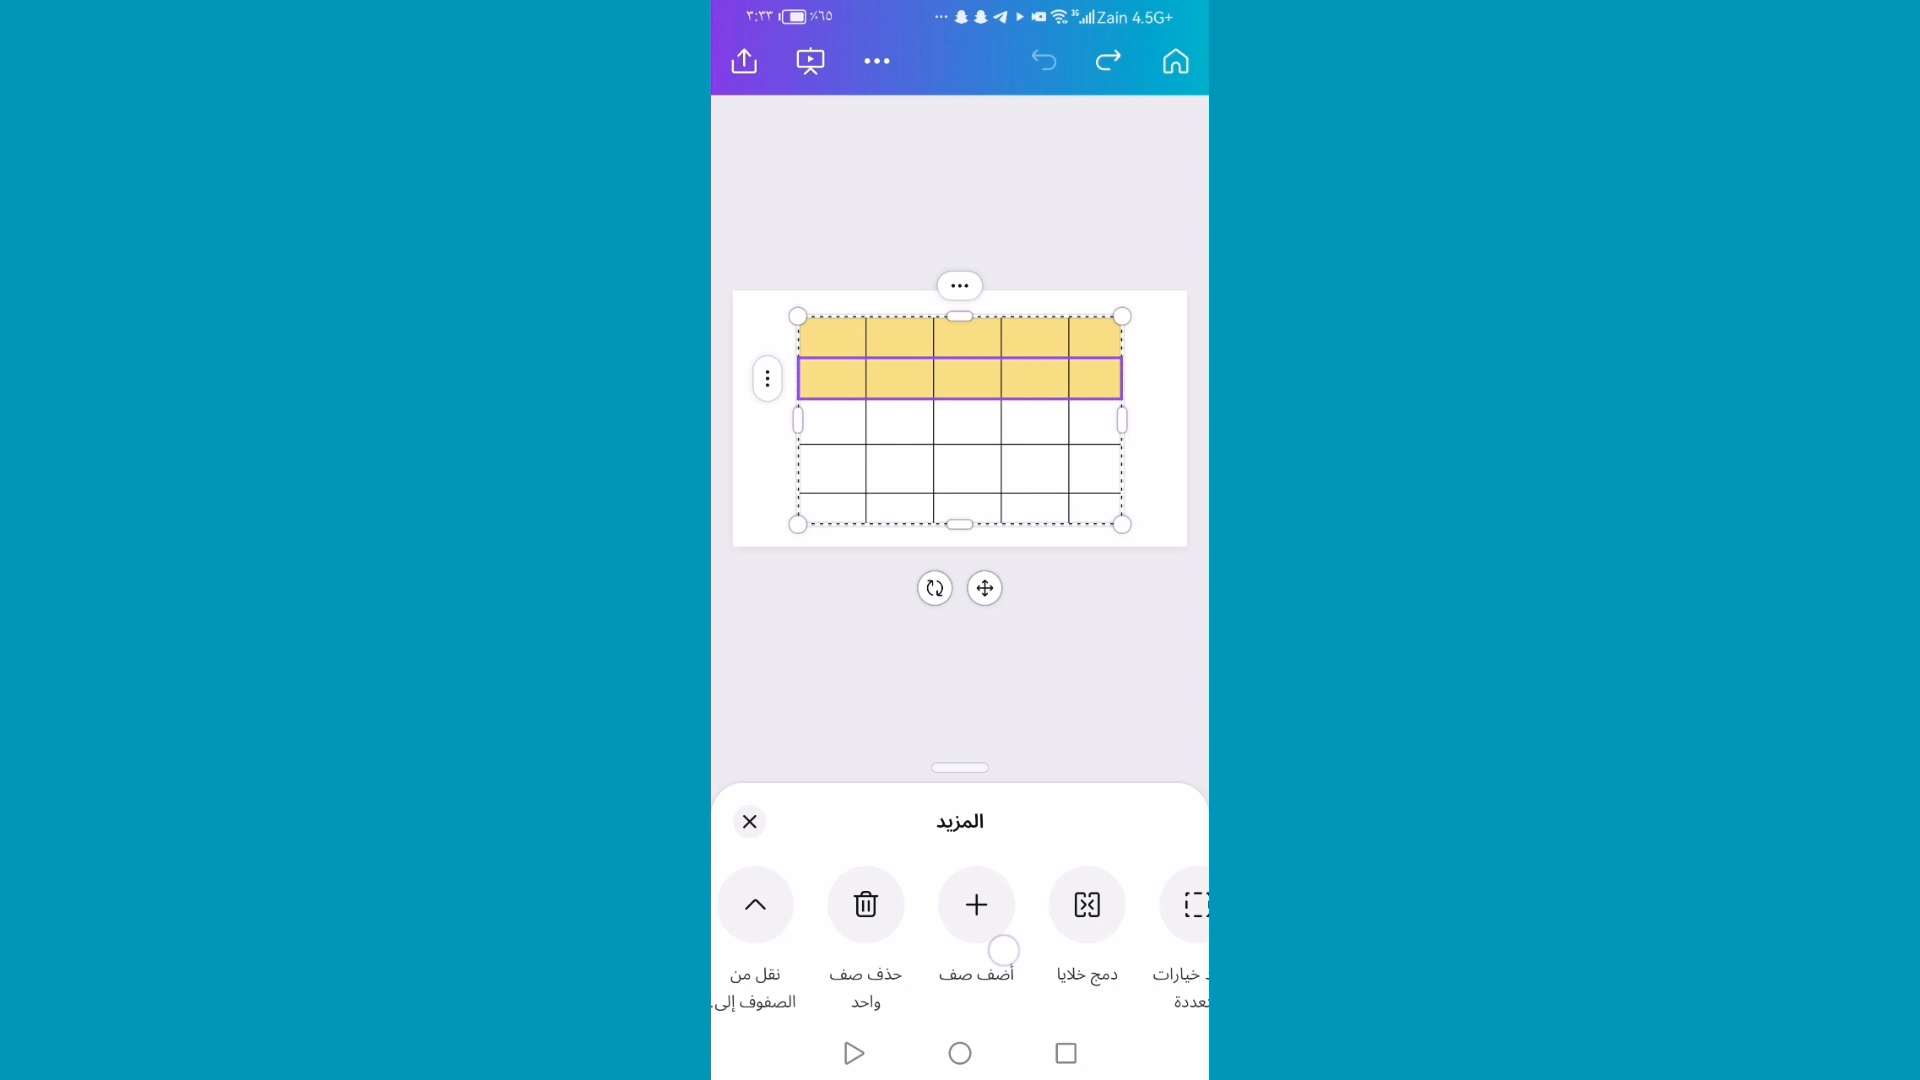 ٣:٣٣ ٪٦٥ 3G Zain 4.5G+
المزيد
خيارات
دمج خلايا
أضف صف
حذف صف
واحد
نقل من
الصفوف إلى